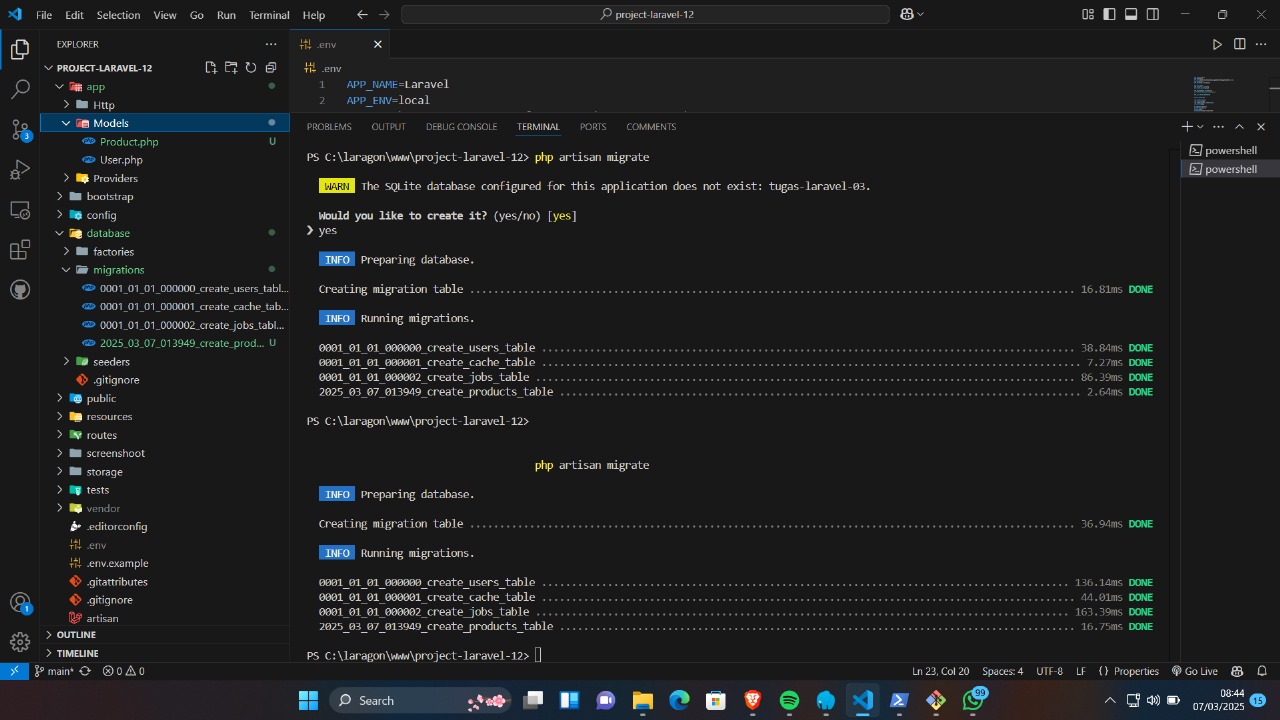 File Edit Selection View Go Run Terminal Help
project-laravel-12
EXPLORER
PROJECT-LARAVEL-12
app
Http
Models
Product.php U
User.php
Providers
bootstrap
config
database
factories
migrations
0001_01_01_000000_create_users_tabl...
0001_01_01_000001_create_cache_tab...
0001_01_01_000002_create_jobs_tabl...
2025_03_07_013949_create_prod... U
seeders
.gitignore
public
resources
routes
screenshoot
storage
tests
vendor
.editorconfig
.env
.env.example
.gitattributes
.gitignore
artisan
OUTLINE
TIMELINE
3
1
.env
.env
1 APP_NAME=Laravel
2 APP_ENV=local
PROBLEMS OUTPUT DEBUG CONSOLE TERMINAL PORTS COMMENTS
powershell
powershell
PS C:\laragon\www\project-laravel-12> php artisan migrate
WARN The SQLite database configured for this application does not exist: tugas-laravel-03.
Would you like to create it? (yes/no) [yes]
❯ yes
INFO Preparing database.
Creating migration table ........ 16.81ms DONE
INFO Running migrations.
0001_01_01_000000_create_users_table ........ 38.84ms DONE
0001_01_01_000001_create_cache_table ........ 7.27ms DONE
0001_01_01_000002_create_jobs_table ........ 86.39ms DONE
2025_03_07_013949_create_products_table ........ 2.64ms DONE
PS C:\laragon\www\project-laravel-12>
php artisan migrate
INFO Preparing database.
Creating migration table ........ 36.94ms DONE
INFO Running migrations.
0001_01_01_000000_create_users_table ........ 136.14ms DONE
0001_01_01_000001_create_cache_table ........ 44.01ms DONE
0001_01_01_000002_create_jobs_table ........ 163.39ms DONE
2025_03_07_013949_create_products_table ........ 16.75ms DONE
PS C:\laragon\www\project-laravel-12>
main* 0 0
Ln 23, Col 20 Spaces: 4 UTF-8 LF {} Properties Go Live
Search
99
08:44
07/03/2025
15